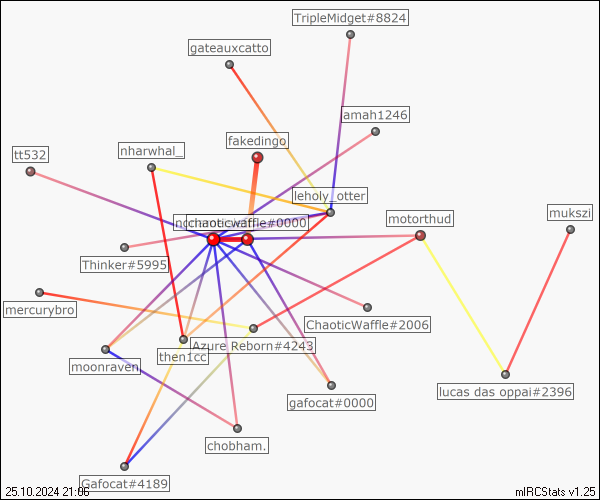 TripleMidget#8824
gateauxcatto
amah1246
fakedingo
nharwhal_
tt532
leholy_otter
chaoticwaffle#0000
motorthud
mukszi
Thinker#5995
mercurybro
ChaoticWaffle#2006
Azure Reborn#4243
then1cc
moonraven
lucas das oppai#2396
gafocat#0000
chobham.
Gafocat#4189
25.10.2024 21:06
mIRCStats v1.25